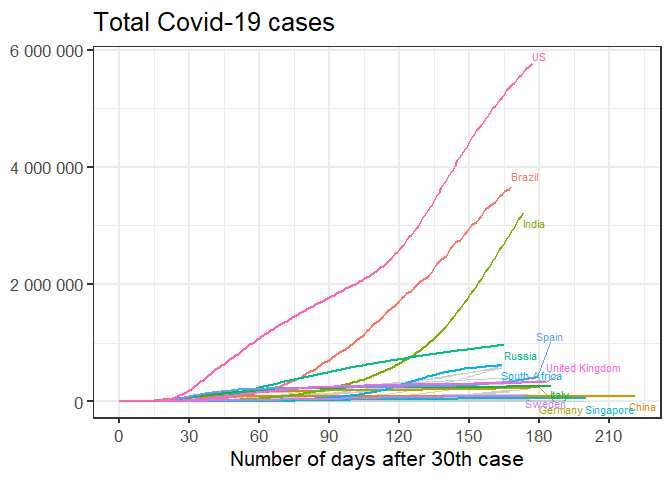 Total Covid-19 cases
6 000 000
US
4 000 000
Brazil
India
2 000 000
Spain
Russia
United Kingdom
South Africa
Italy
0
Sweden
Germany
Singapore
China
0 30 60 90 120 150 180 210
Number of days after 30th case